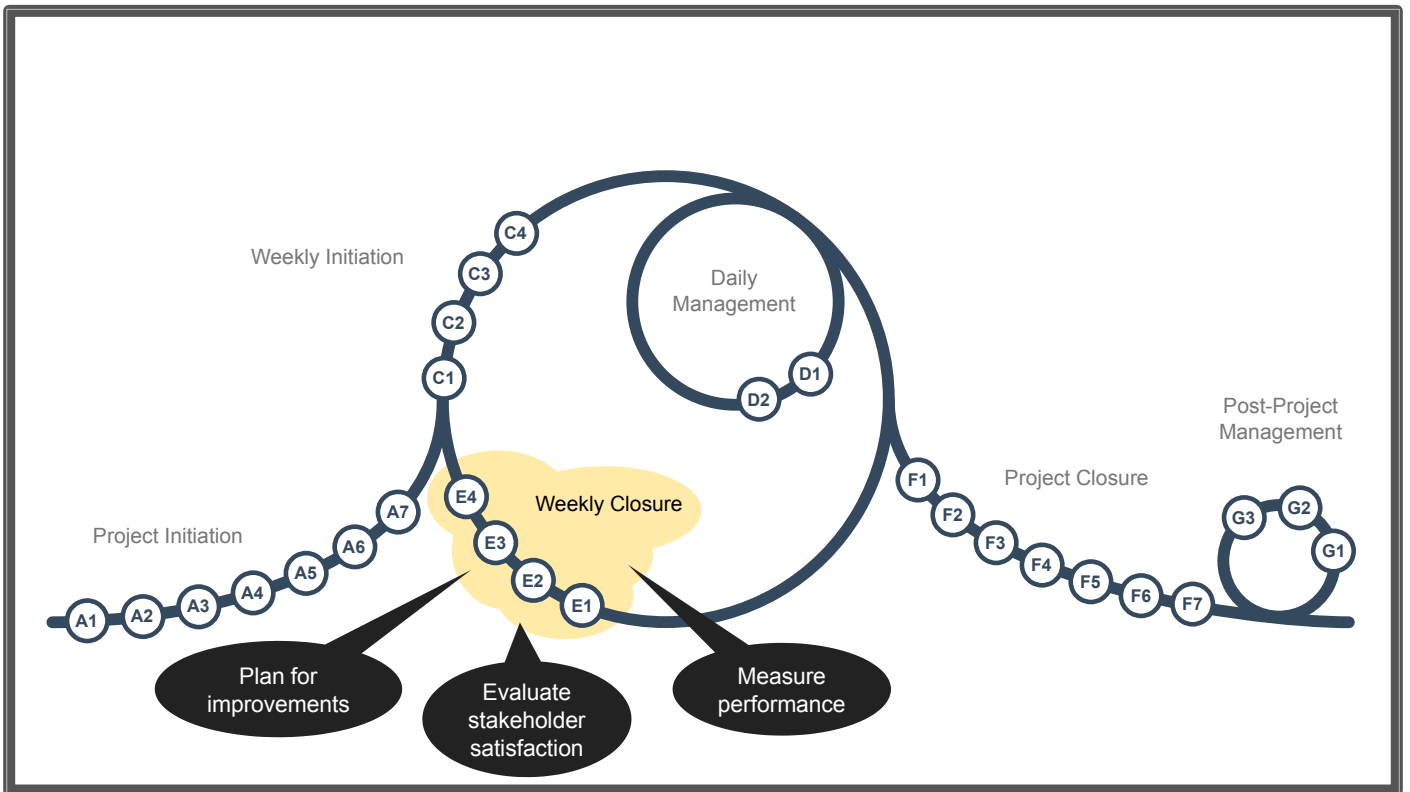 C4
Weekly Initiation
C3
C2
C1
Daily
Management
D1
D2
Post-Project
Management
Project Closure
F1
F2
F3
F4
F5
F6
F7
G3
G2
G1
Project Initiation
A1
A2
A3
A4
A5
A6
A7
Weekly Closure
E4
E3
E2
E1
Plan for
improvements
Evaluate
stakeholder
satisfaction
Measure
performance